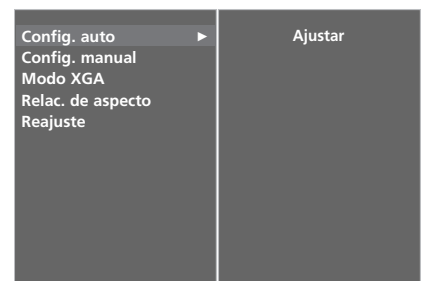 Config. auto ► Ajustar
Config. manual
Modo XGA
Relac. de aspecto
Reajuste